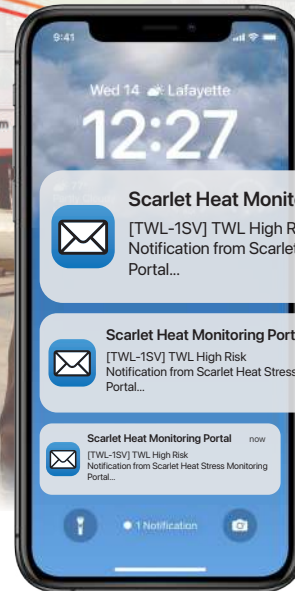 9:41
Wed 14 Lafayette
12:27
Scarlet Heat Monit
[TWL-1SV] TWL High R
Notification from Scarlet
Portal...
Scarlet Heat Monitoring Port
[TWL-1SV] TWL High Risk
Notification from Scarlet Heat Stress
Portal...
Scarlet Heat Monitoring Portal now
[TWL-1SV] TWL High Risk
Notification from Scarlet Heat Stress Monitoring
Portal...
1 Notification